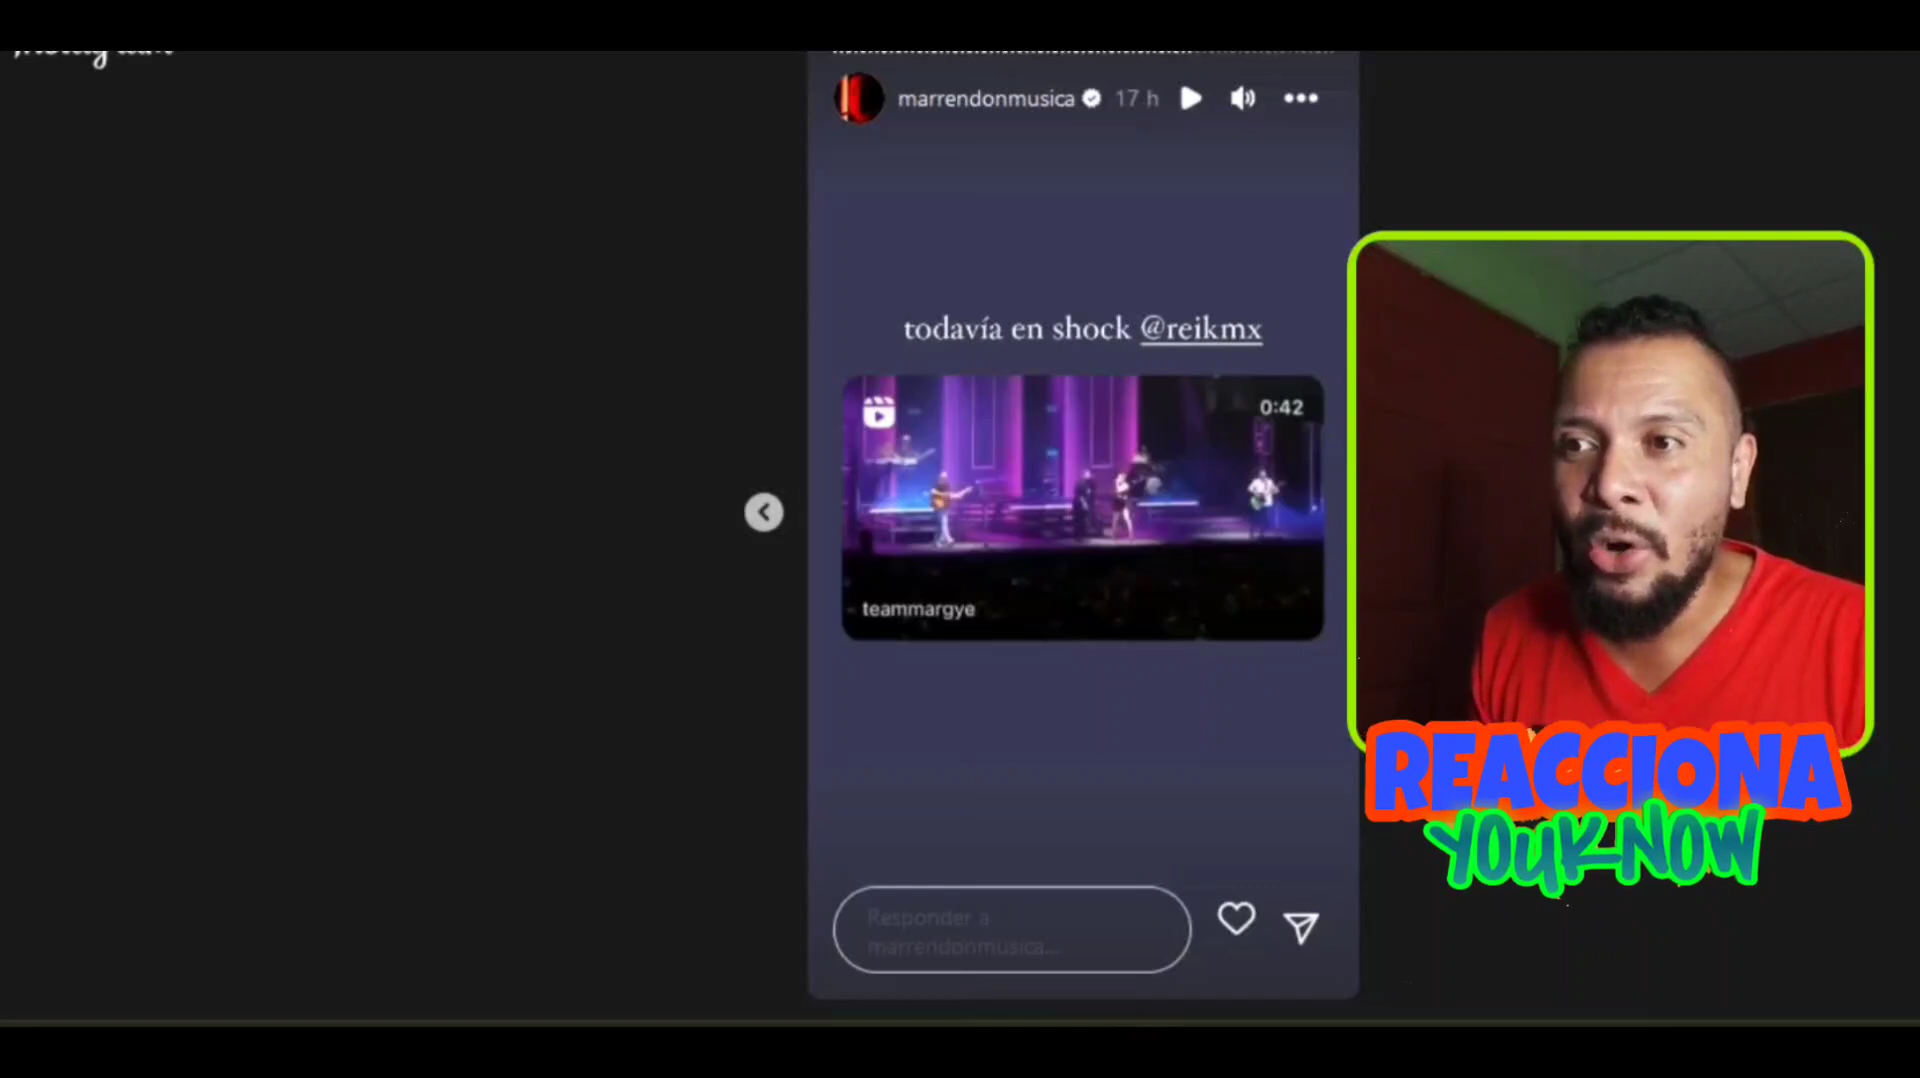 marrendonmusica 17 h
todavía en shock @reikmx
0:42
teammargye
Responder a
marrendonmusica...
REACCIONA
YOUKNOW